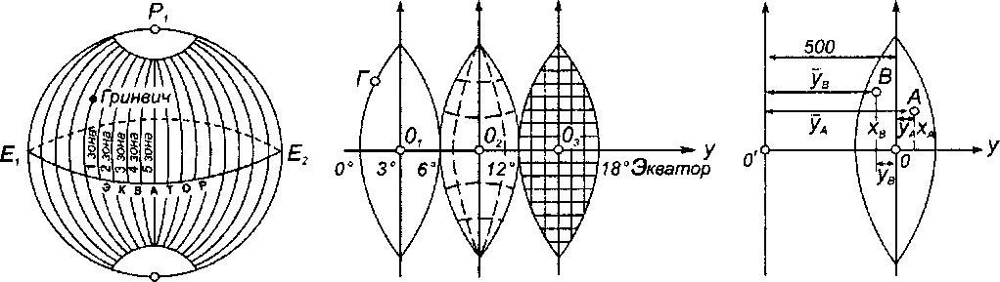 P₁
Гринвич
E₁
E₂
1 зона
2 зона
3 зона
4 зона
5 зона
ЭКВАТОР
Г
O₁
O₂
O₃
y
0°
3°
6°
12°
18° Экватор
500
ȳ_B
B
ȳ_A
A
x_B
y_A
x_A
O'
O
y
y_B